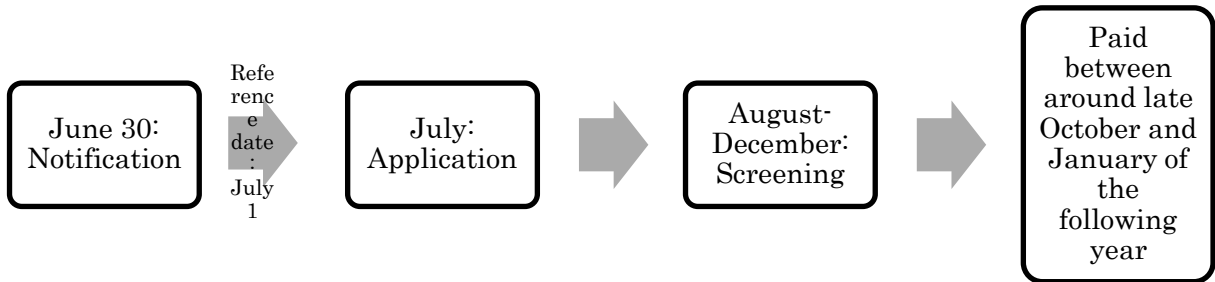 June 30:
Notification
Refe
renc
e
date
:
July
1
July:
Application
August-
December:
Screening
Paid
between
around late
October and
January of
the
following
year